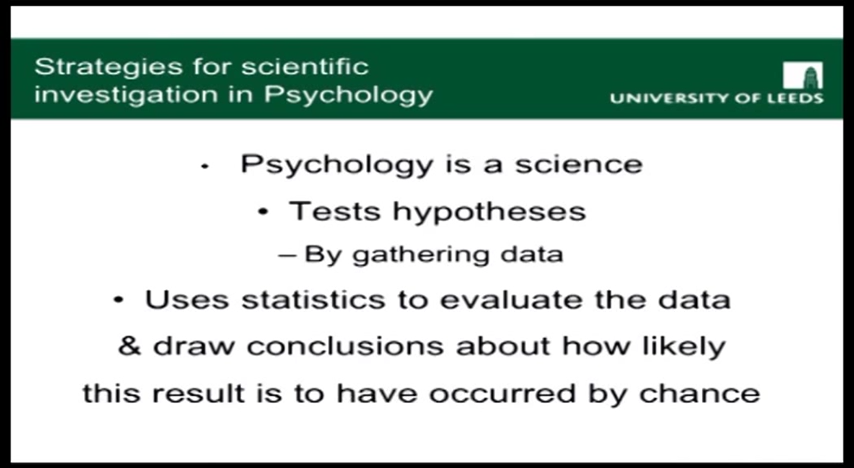 Strategies for scientific
investigation in Psychology
UNIVERSITY OF LEEDS
• Psychology is a science
• Tests hypotheses
– By gathering data
• Uses statistics to evaluate the data
& draw conclusions about how likely
this result is to have occurred by chance